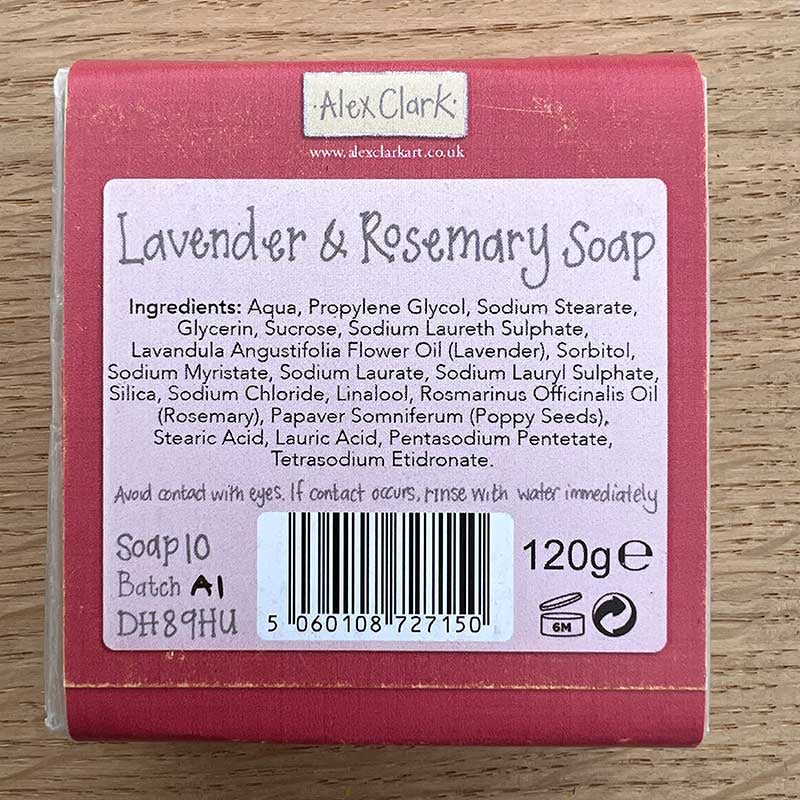 ·Alex Clark·
www.alexclarkart.co.uk
Lavender & Rosemary Soap
Ingredients: Aqua, Propylene Glycol, Sodium Stearate,
Glycerin, Sucrose, Sodium Laureth Sulphate,
Lavandula Angustifolia Flower Oil (Lavender), Sorbitol,
Sodium Myristate, Sodium Laurate, Sodium Lauryl Sulphate,
Silica, Sodium Chloride, Linalool, Rosmarinus Officinalis Oil
(Rosemary), Papaver Somniferum (Poppy Seeds),
Stearic Acid, Lauric Acid, Pentasodium Pentetate,
Tetrasodium Etidronate.
Avoid contact with eyes. If contact occurs, rinse with water immediately
Soap10
Batch A1
DH89HU
5 060108 727150
120g℮
6M